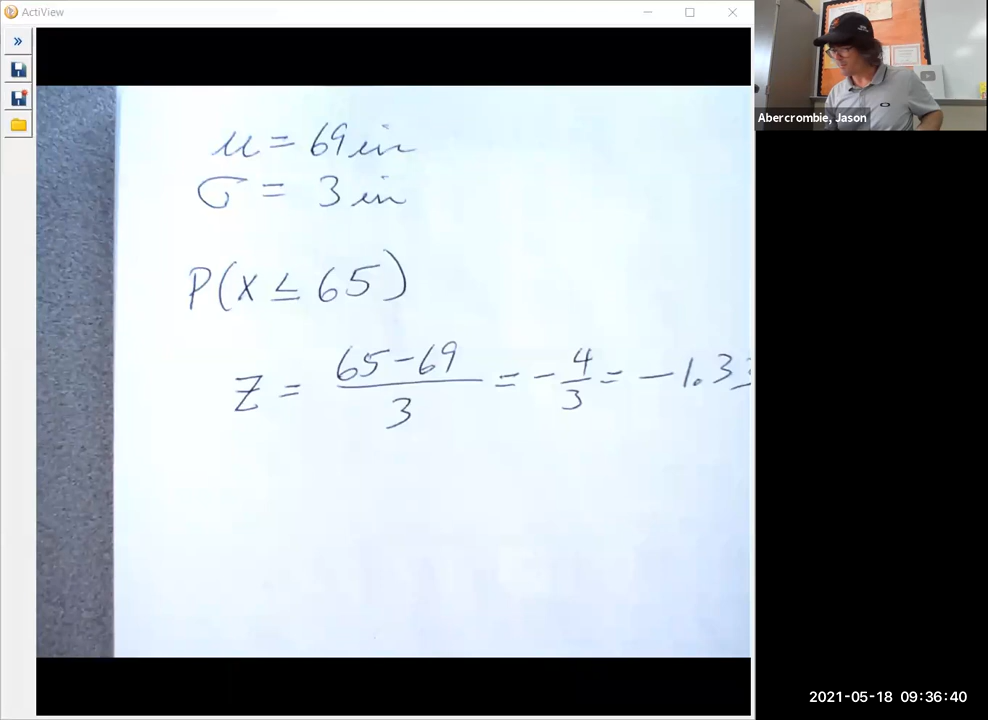 ActiView
»
μ = 69 in
σ = 3 in
P(x ≤ 65)
Z = (65 - 69)/3 = -4/3 = -1.3
Abercrombie, Jason
2021-05-18 09:36:40